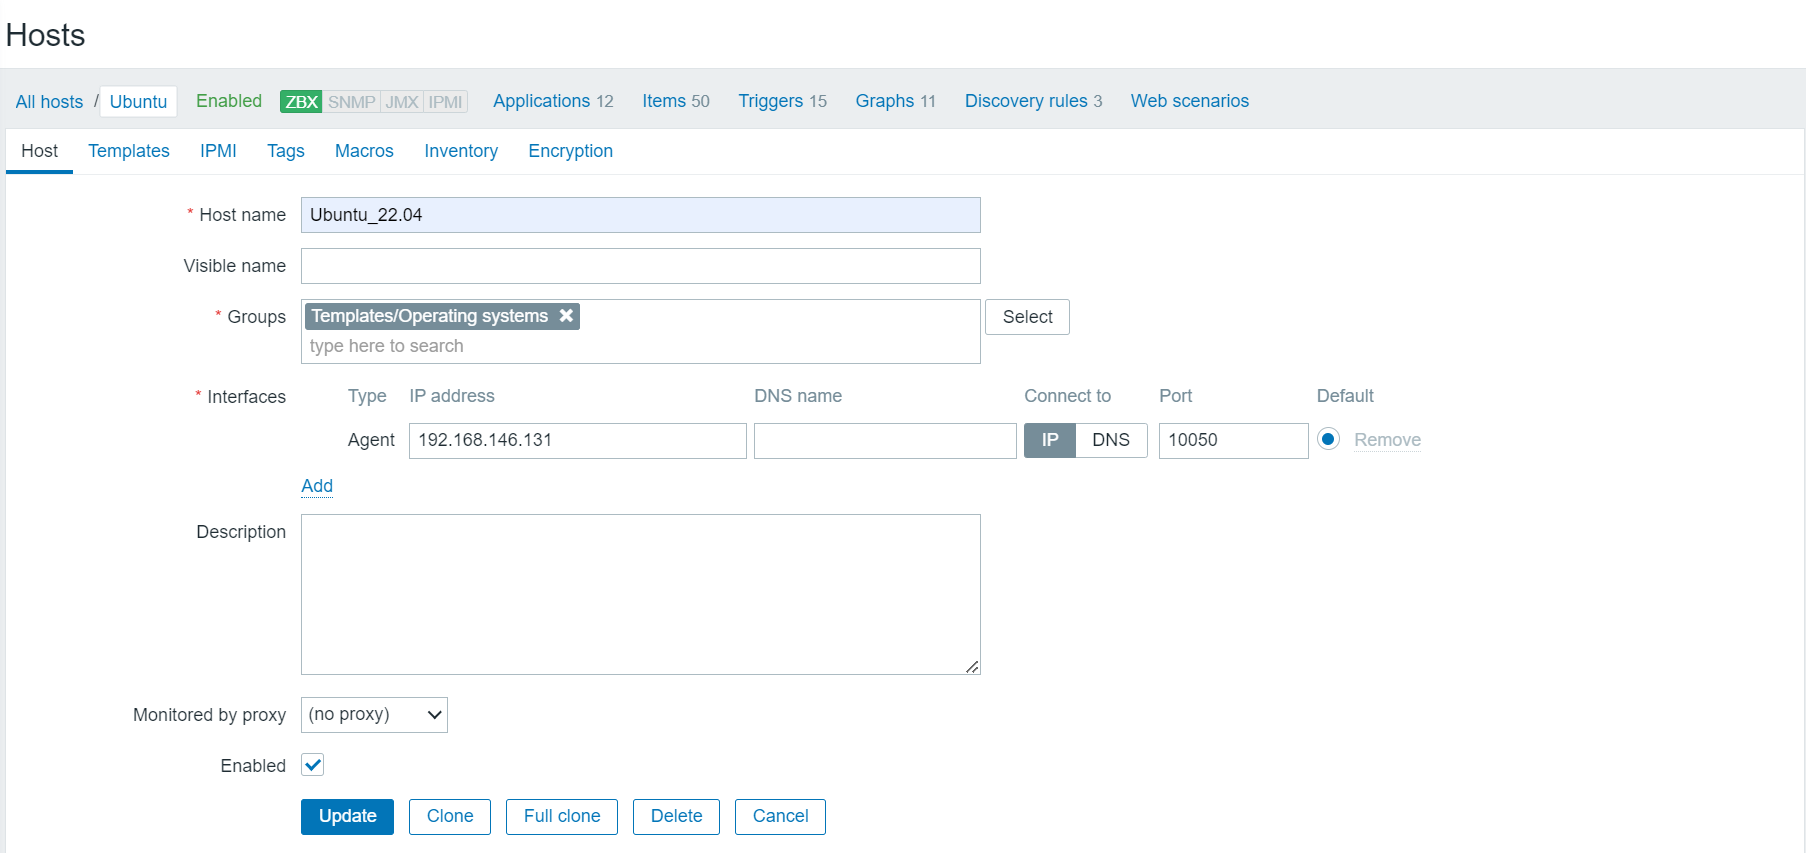 Hosts
All hosts / Ubuntu Enabled ZBX SNMP JMX IPMI Applications 12 Items 50 Triggers 15 Graphs 11 Discovery rules 3 Web scenarios
Host Templates IPMI Tags Macros Inventory Encryption
* Host name Ubuntu_22.04
Visible name
* Groups Templates/Operating systems Select
type here to search
* Interfaces Type IP address DNS name Connect to Port Default
Agent 192.168.146.131 IP DNS 10050 Remove
Add
Description
Monitored by proxy (no proxy)
Enabled
Update Clone Full clone Delete Cancel